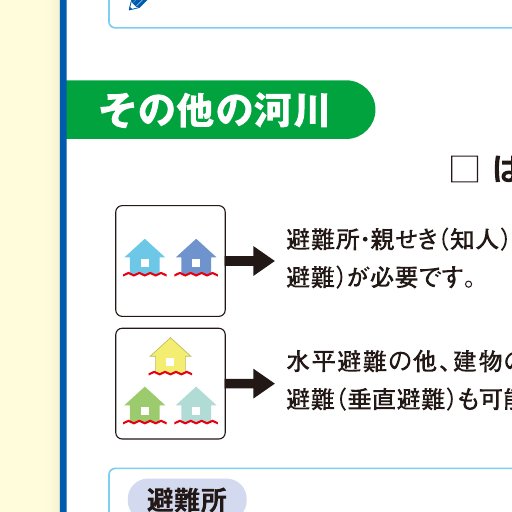 その他の河川
□ は
避難所・親せき（知人）
避難）が必要です。
水平避難の他、建物の
避難（垂直避難）も可能
避難所